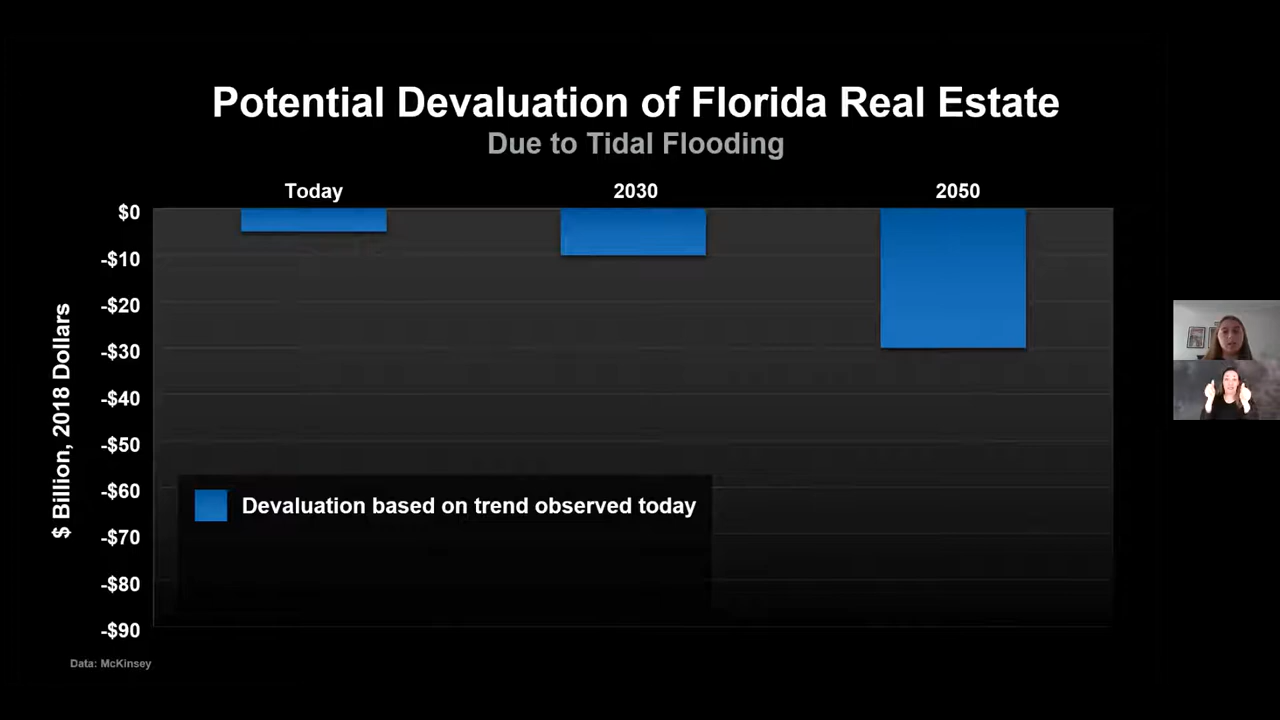 Potential Devaluation of Florida Real Estate
Due to Tidal Flooding
Today 2030 2050
$0
-$10
-$20
-$30
-$40
-$50
-$60
-$70
-$80
-$90
$ Billion, 2018 Dollars
Devaluation based on trend observed today
Data: McKinsey